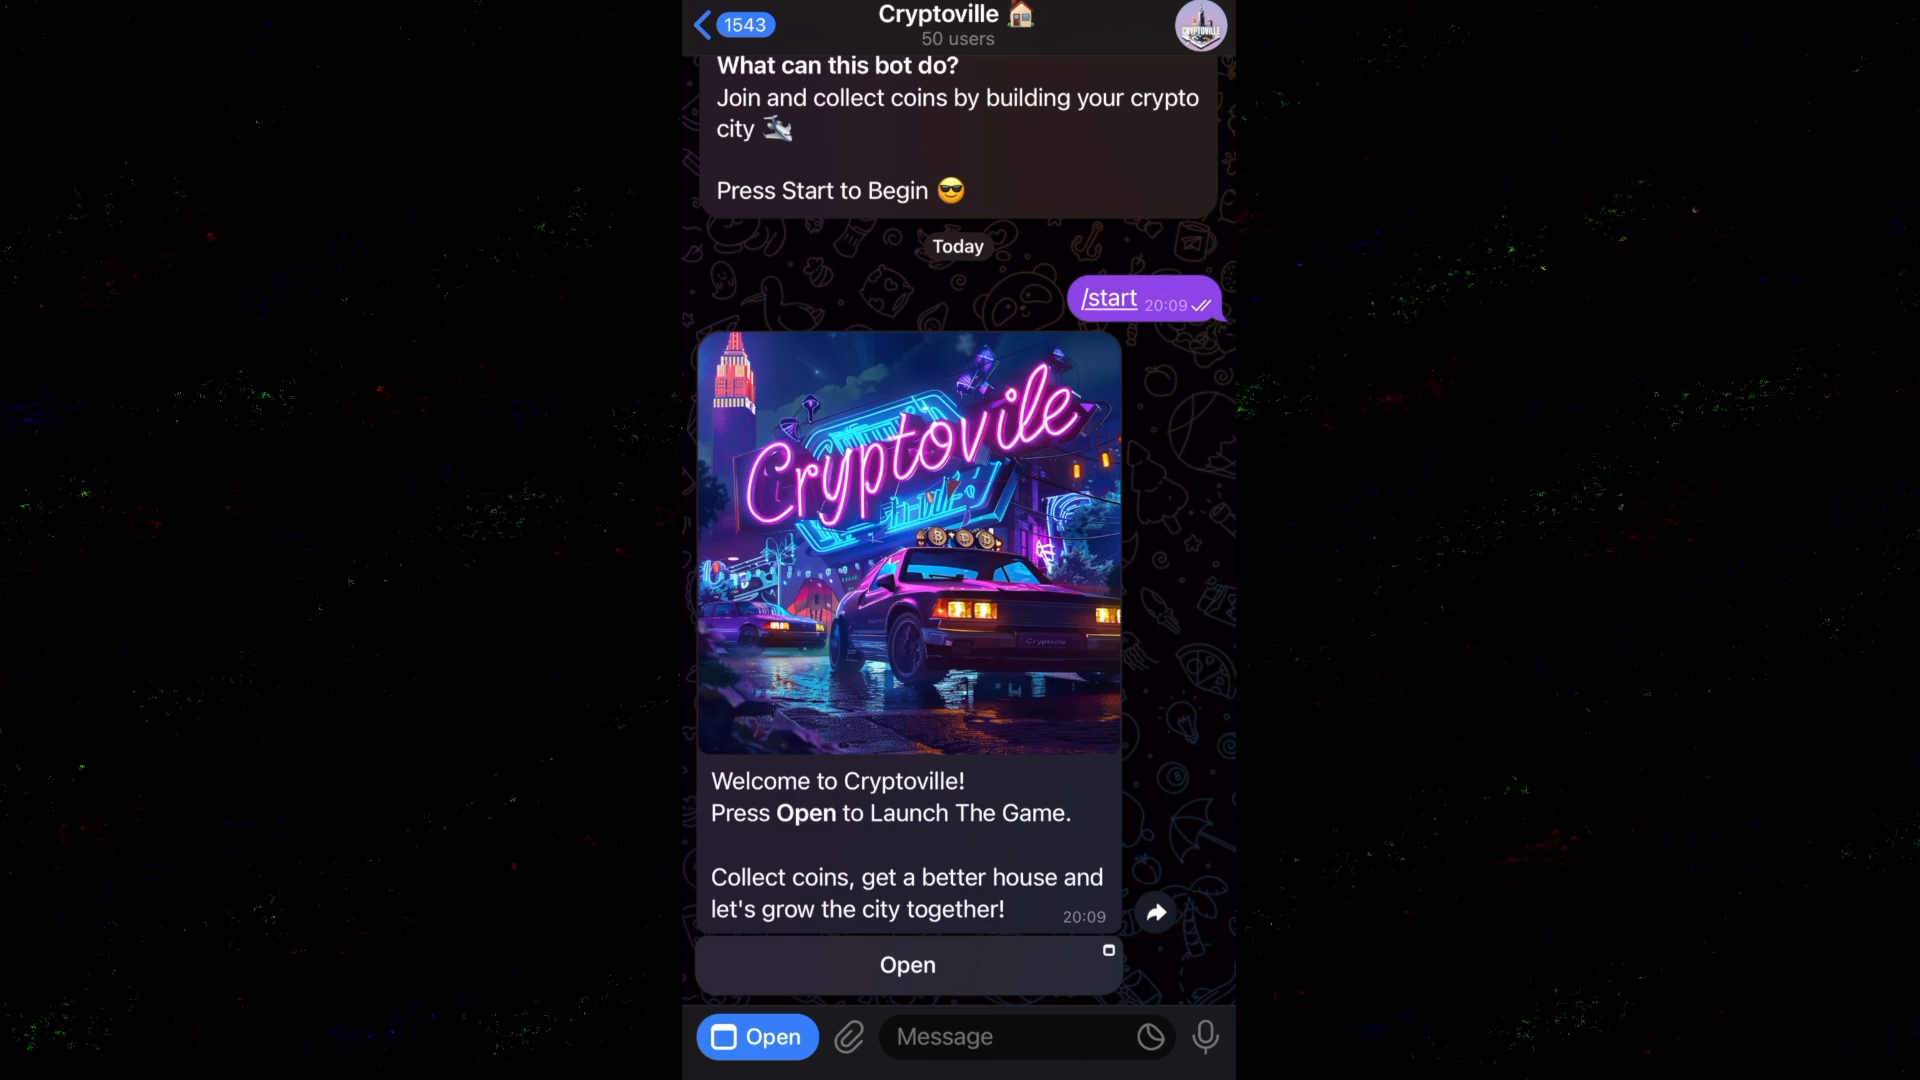 1543
Cryptoville 🏠
50 users
CRYPTOVILLE
What can this bot do?
Join and collect coins by building your crypto
city 🛩️
Press Start to Begin 😎
Today
/start 20:09
Cryptovile
Cryptoville
Welcome to Cryptoville!
Press Open to Launch The Game.
Collect coins, get a better house and
let's grow the city together!
20:09
Open
Open
Message